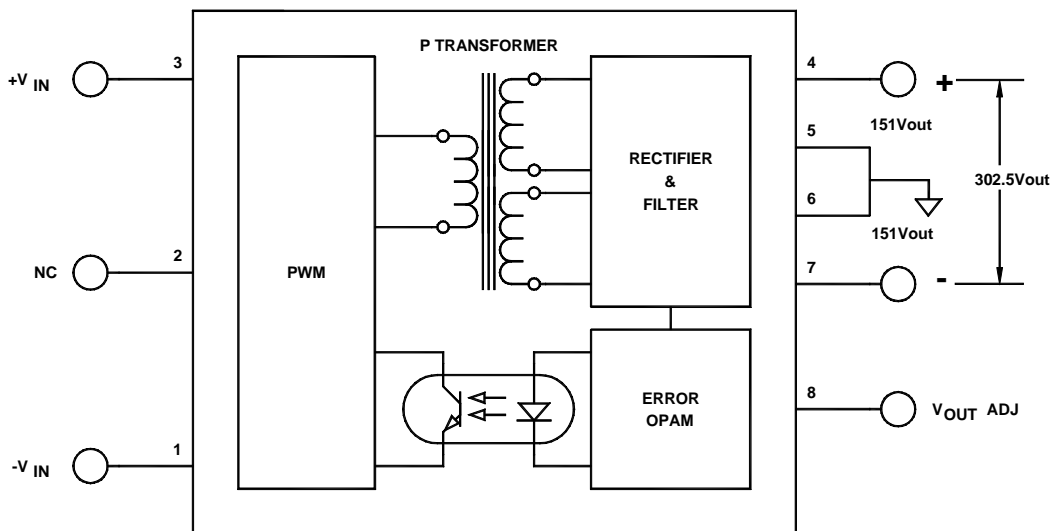 P TRANSFORMER
+V IN
3
4
+
151Vout
5
RECTIFIER
&
FILTER
302.5Vout
6
151Vout
NC
2
PWM
7
-
ERROR
OPAM
8
VOUT ADJ
1
-V IN